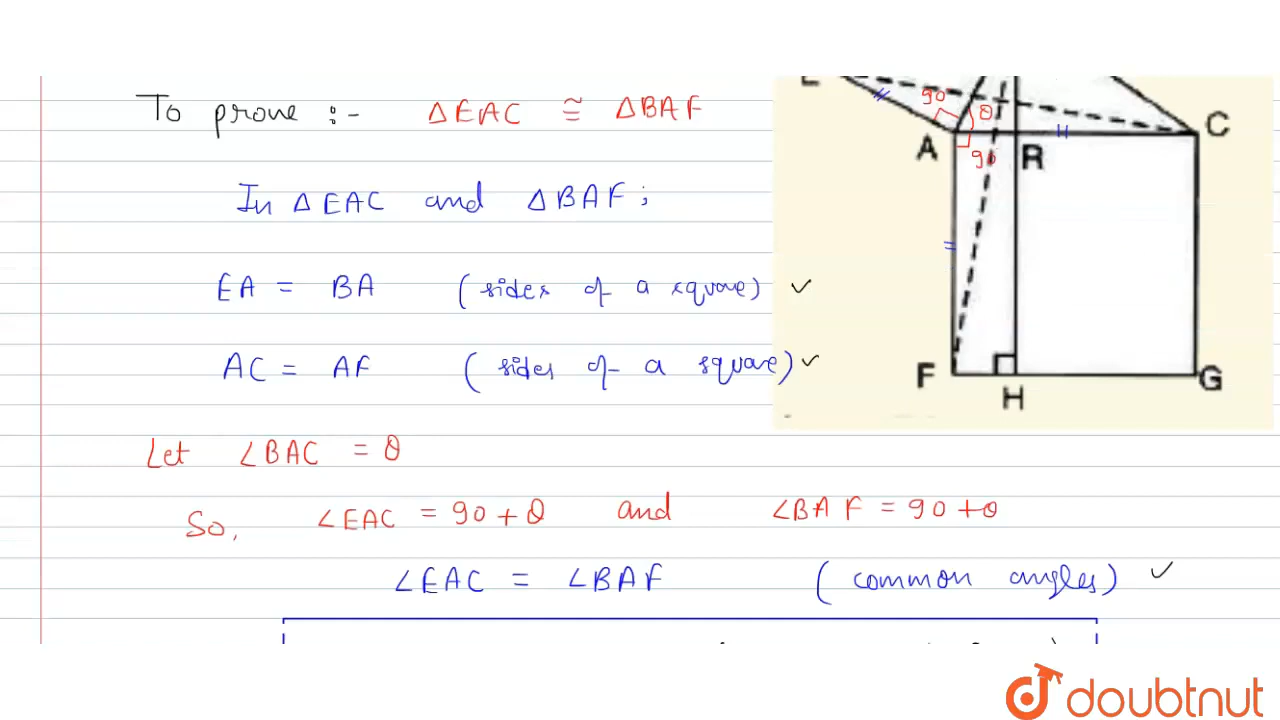 To prove :- ΔEAC ≅ ΔBAF
In ΔEAC and ΔBAF;
EA = BA (sides of a square) ✓
AC = AF (sides of a square) ✓
Let ∠BAC = θ
So, ∠EAC = 90 + θ and ∠BAF = 90 + θ
∠EAC = ∠BAF (common angles) ✓
90 θ
C
A
90 R
F
G
H
doubtnut